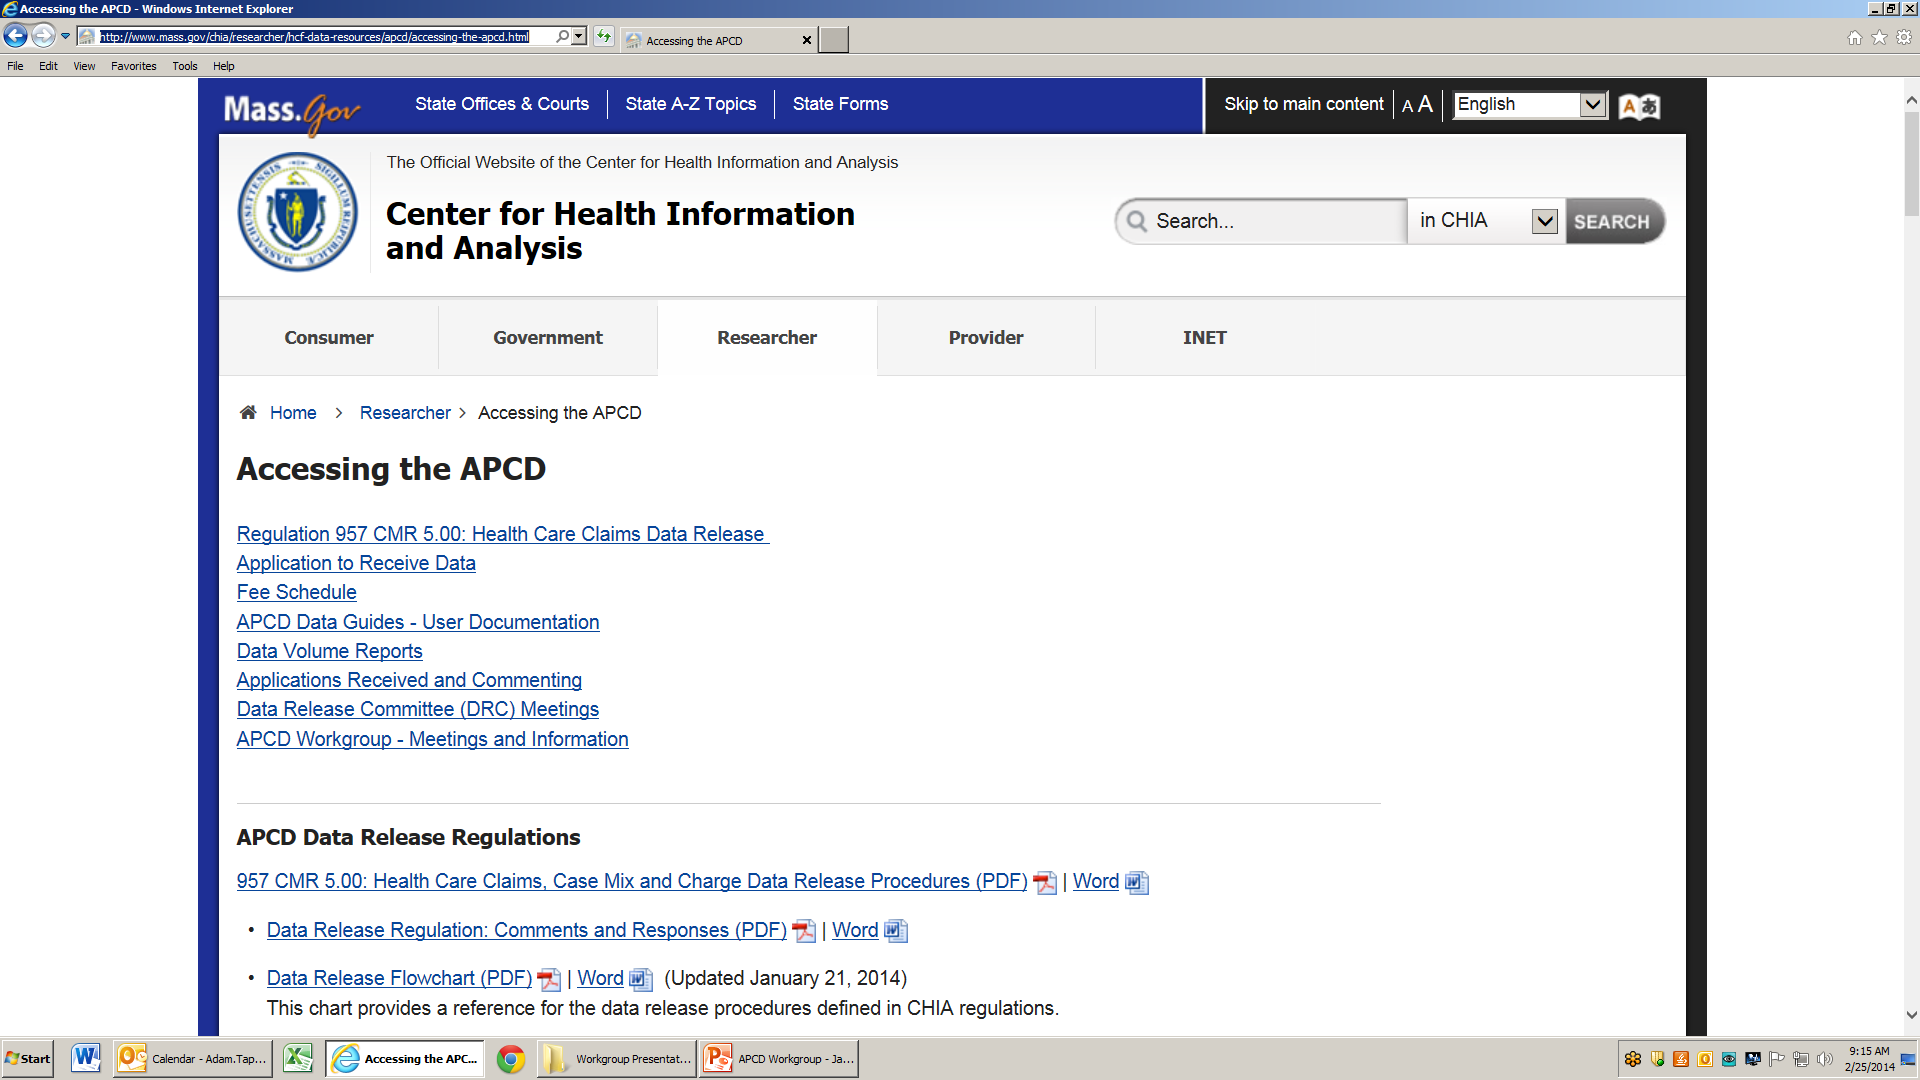 Accessing the APCD - Windows Internet Explorer
http://www.mass.gov/chia/researcher/hcf-data-resources/apcd/accessing-the-apcd.html
Accessing the APCD
File Edit View Favorites Tools Help
Mass.Gov
State Offices & Courts State A-Z Topics State Forms
Skip to main content A A English
The Official Website of the Center for Health Information and Analysis
Center for Health Information
and Analysis
Search... in CHIA SEARCH
Consumer Government Researcher Provider INET
Home > Researcher > Accessing the APCD
Accessing the APCD
Regulation 957 CMR 5.00: Health Care Claims Data Release
Application to Receive Data
Fee Schedule
APCD Data Guides - User Documentation
Data Volume Reports
Applications Received and Commenting
Data Release Committee (DRC) Meetings
APCD Workgroup - Meetings and Information
APCD Data Release Regulations
957 CMR 5.00: Health Care Claims, Case Mix and Charge Data Release Procedures (PDF) | Word
• Data Release Regulation: Comments and Responses (PDF) | Word
• Data Release Flowchart (PDF) | Word (Updated January 21, 2014)
This chart provides a reference for the data release procedures defined in CHIA regulations.
Start Calendar - Adam.Tap... Accessing the APC... Workgroup Presentat... APCD Workgroup - Ja...
9:15 AM
2/25/2014